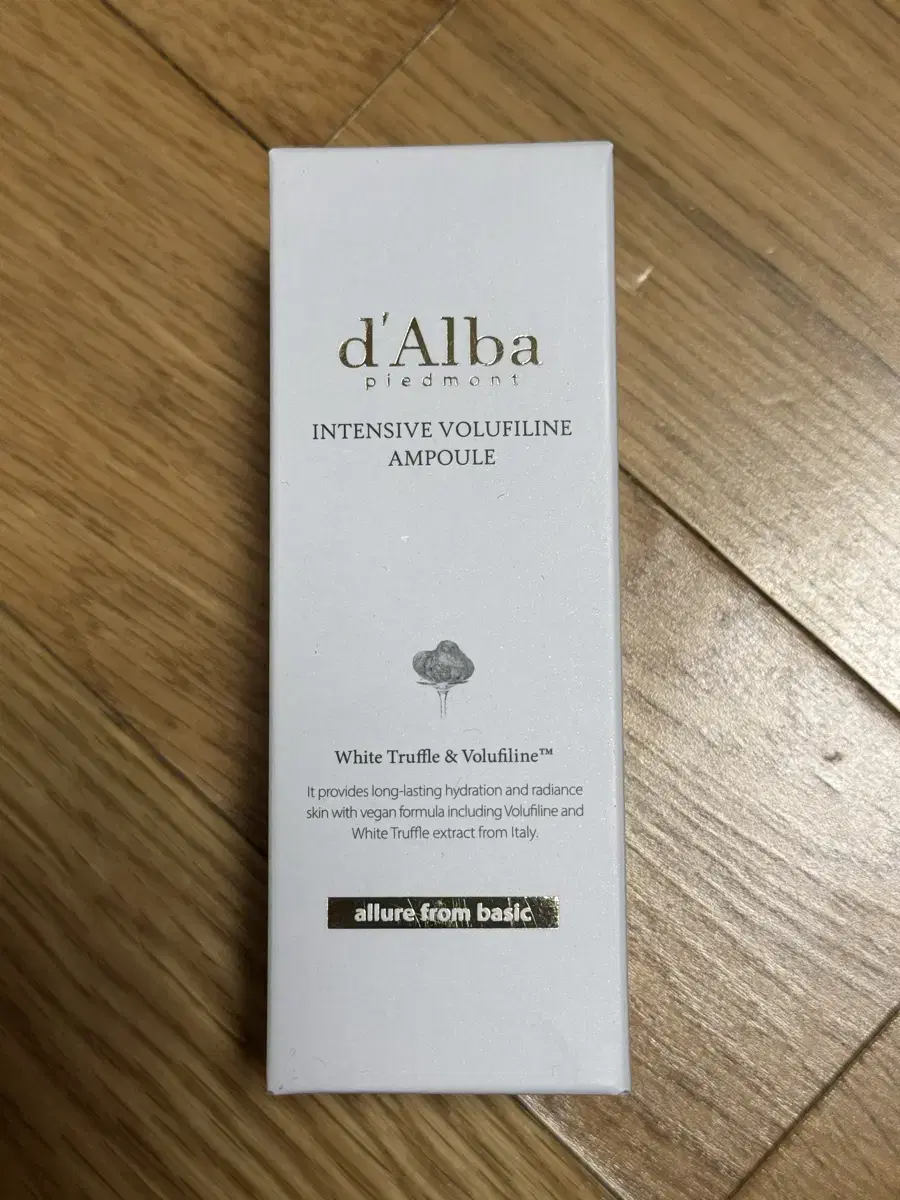 d'Alba
piedmont
INTENSIVE VOLUFILINE
AMPOULE
White Truffle & Volufiline™
It provides long-lasting hydration and radiance
skin with vegan formula including Volufiline and
White Truffle extract from Italy.
allure from basic